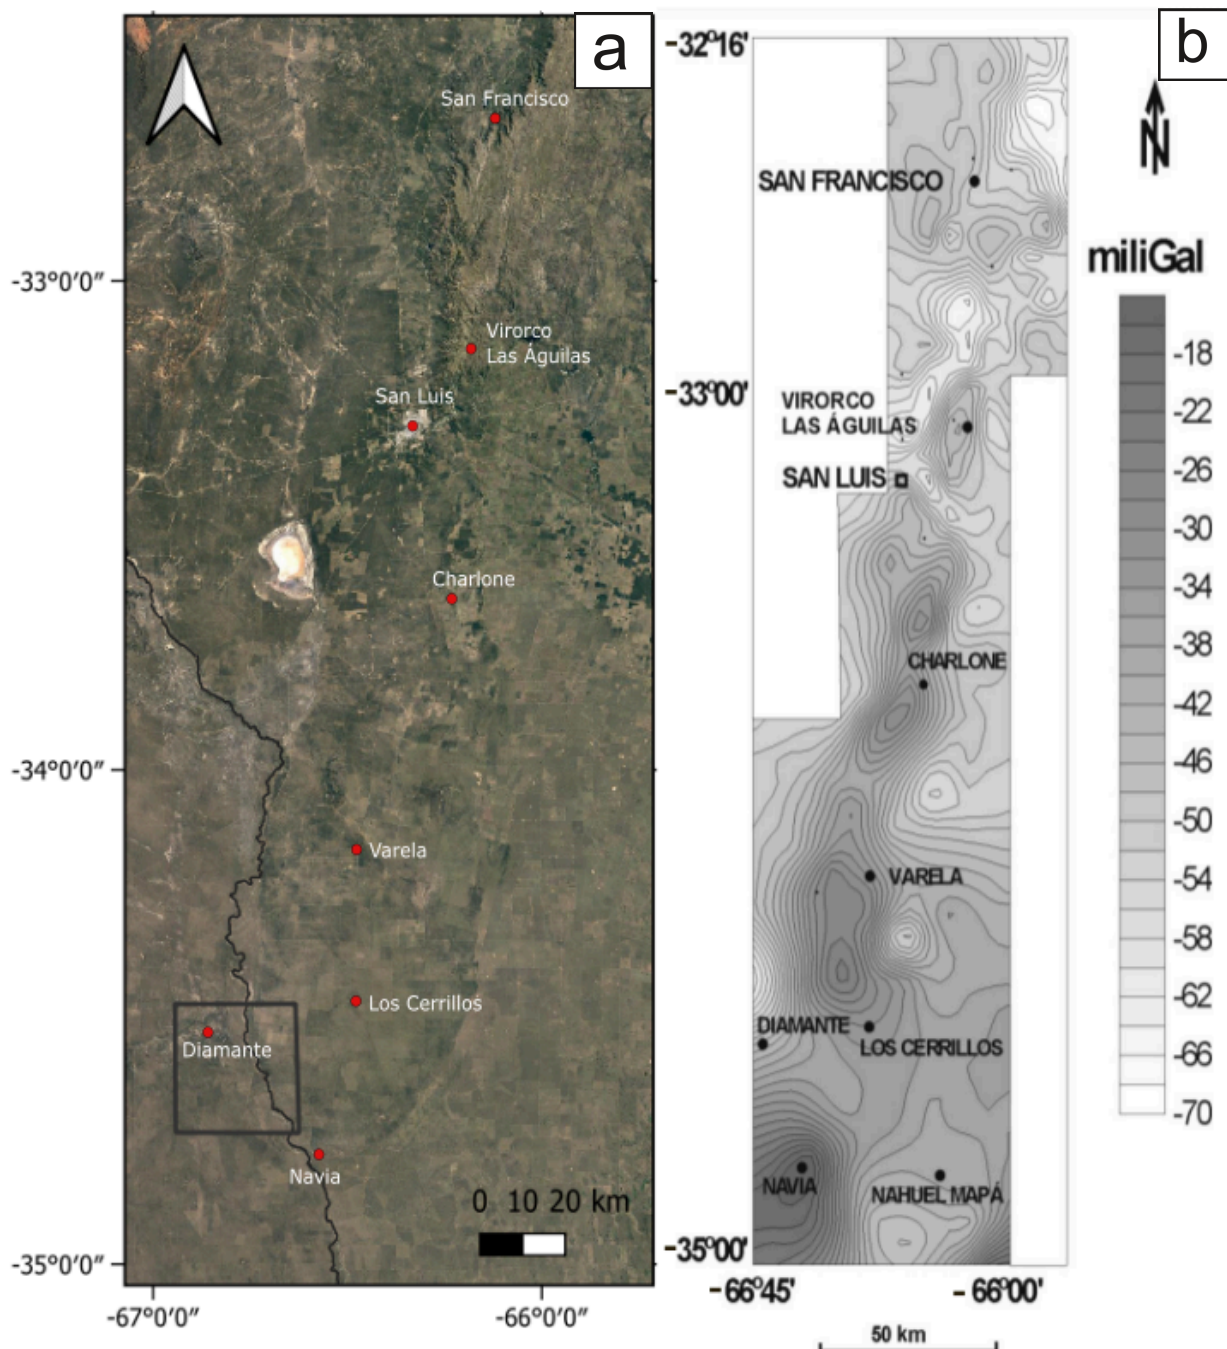 a
San Francisco
-33°0′0″
Virorco
Las Águilas
San Luis
Charlone
-34°0′0″
Varela
Los Cerrillos
Diamante
Navia
0 10 20 km
-35°0′0″
-67°0′0″
-66°0′0″
b
-32°16'
N
SAN FRANCISCO
miliGal
-18
-22
-26
-30
-34
-38
-42
-46
-50
-54
-58
-62
-66
-70
-33°00'
VIRORCO
LAS ÁGUILAS
SAN LUIS
CHARLONE
VARELA
DIAMANTE
LOS CERRILLOS
NAVIA
NAHUEL MAPÁ
-35°00'
-66°45'
-66°00'
50 km